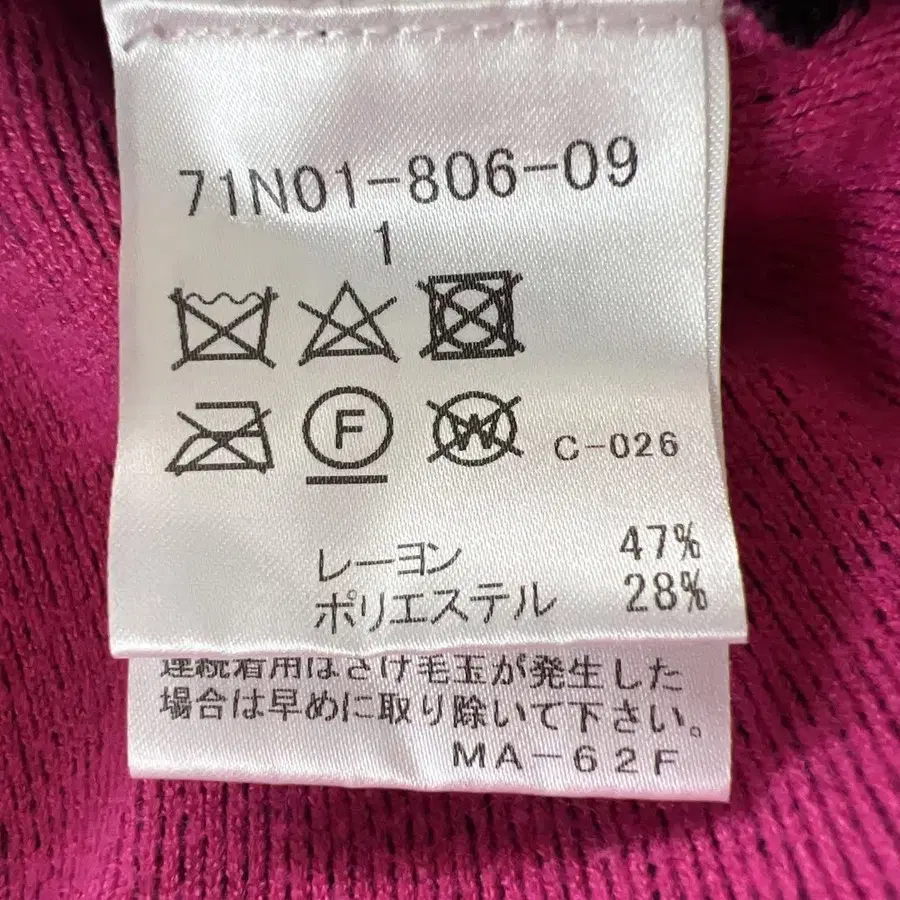 71N01-806-09
1
F
W
C-026
レーヨン 47%
ポリエステル 28%
連続着用はさけ毛玉が発生した
場合は早めに取り除いて下さい。
MA-62F